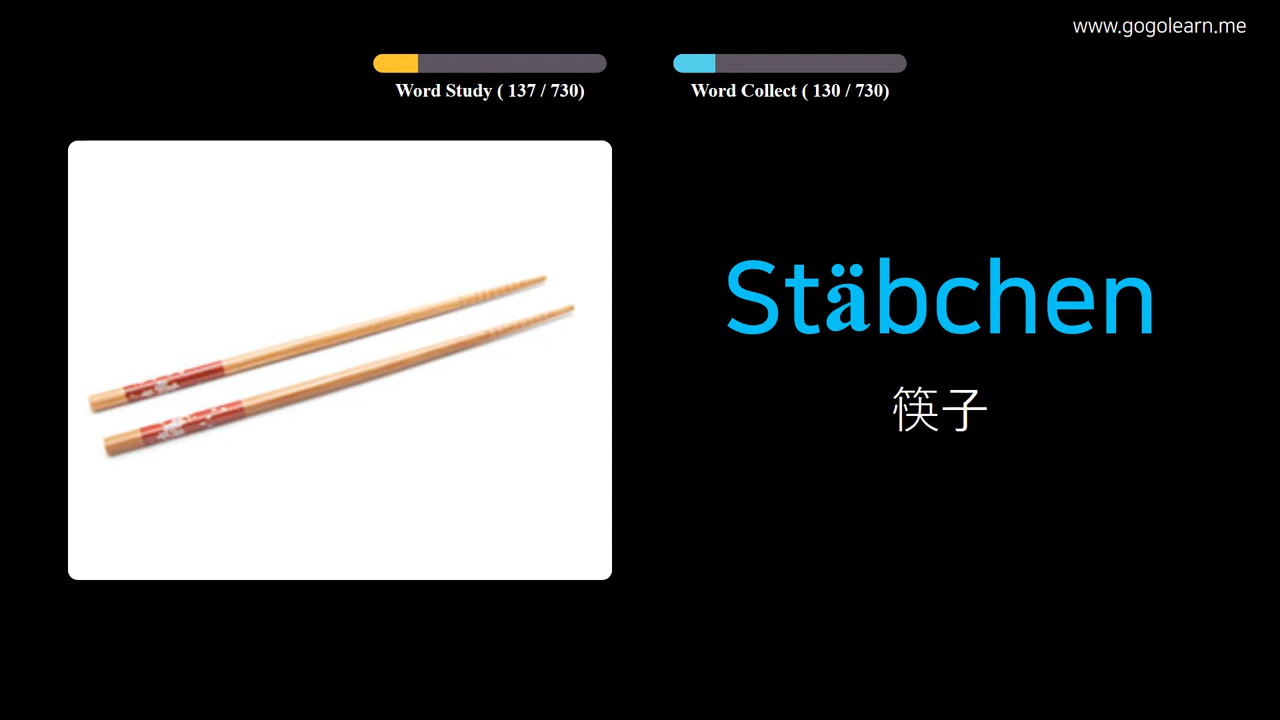 www.gogolearn.me
Word Study ( 137 / 730)
Word Collect ( 130 / 730)
Stäbchen
筷子